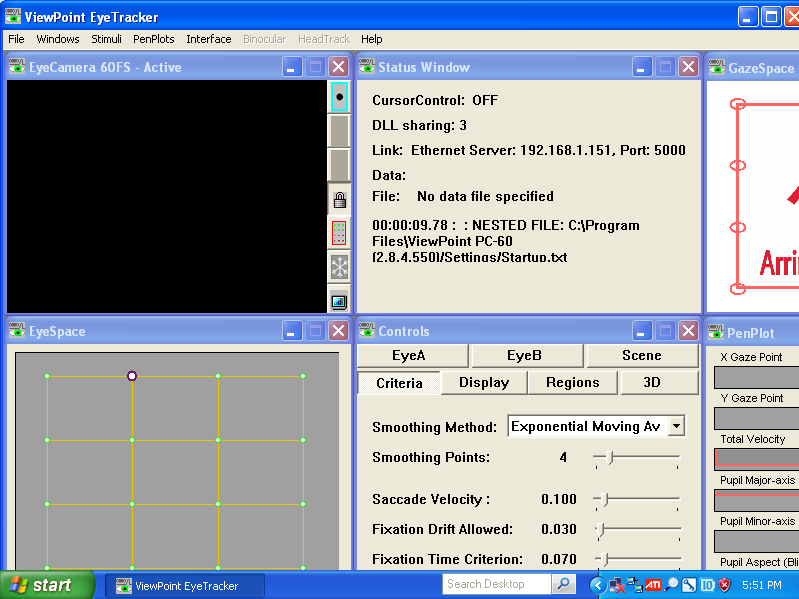 ViewPoint EyeTracker
File Windows Stimuli PenPlots Interface Binocular HeadTrack Help
EyeCamera 60FS - Active
Status Window
CursorControl: OFF
DLL sharing: 3
Link: Ethernet Server: 192.168.1.151, Port: 5000
Data:
File: No data file specified
00:00:09.78 : : NESTED FILE: C:\Program
Files\ViewPoint PC-60
(2.8.4.550)/Settings/Startup.txt
GazeSpace
Arri
EyeSpace
Controls
EyeA EyeB Scene
Criteria Display Regions 3D
Smoothing Method: Exponential Moving Av
Smoothing Points: 4
Saccade Velocity : 0.100
Fixation Drift Allowed: 0.030
Fixation Time Criterion: 0.070
PenPlot
X Gaze Point
Y Gaze Point
Total Velocity
Pupil Major-axis
Pupil Minor-axis
Pupil Aspect (Bli
start
ViewPoint EyeTracker
Search Desktop
ATI
5:51 PM